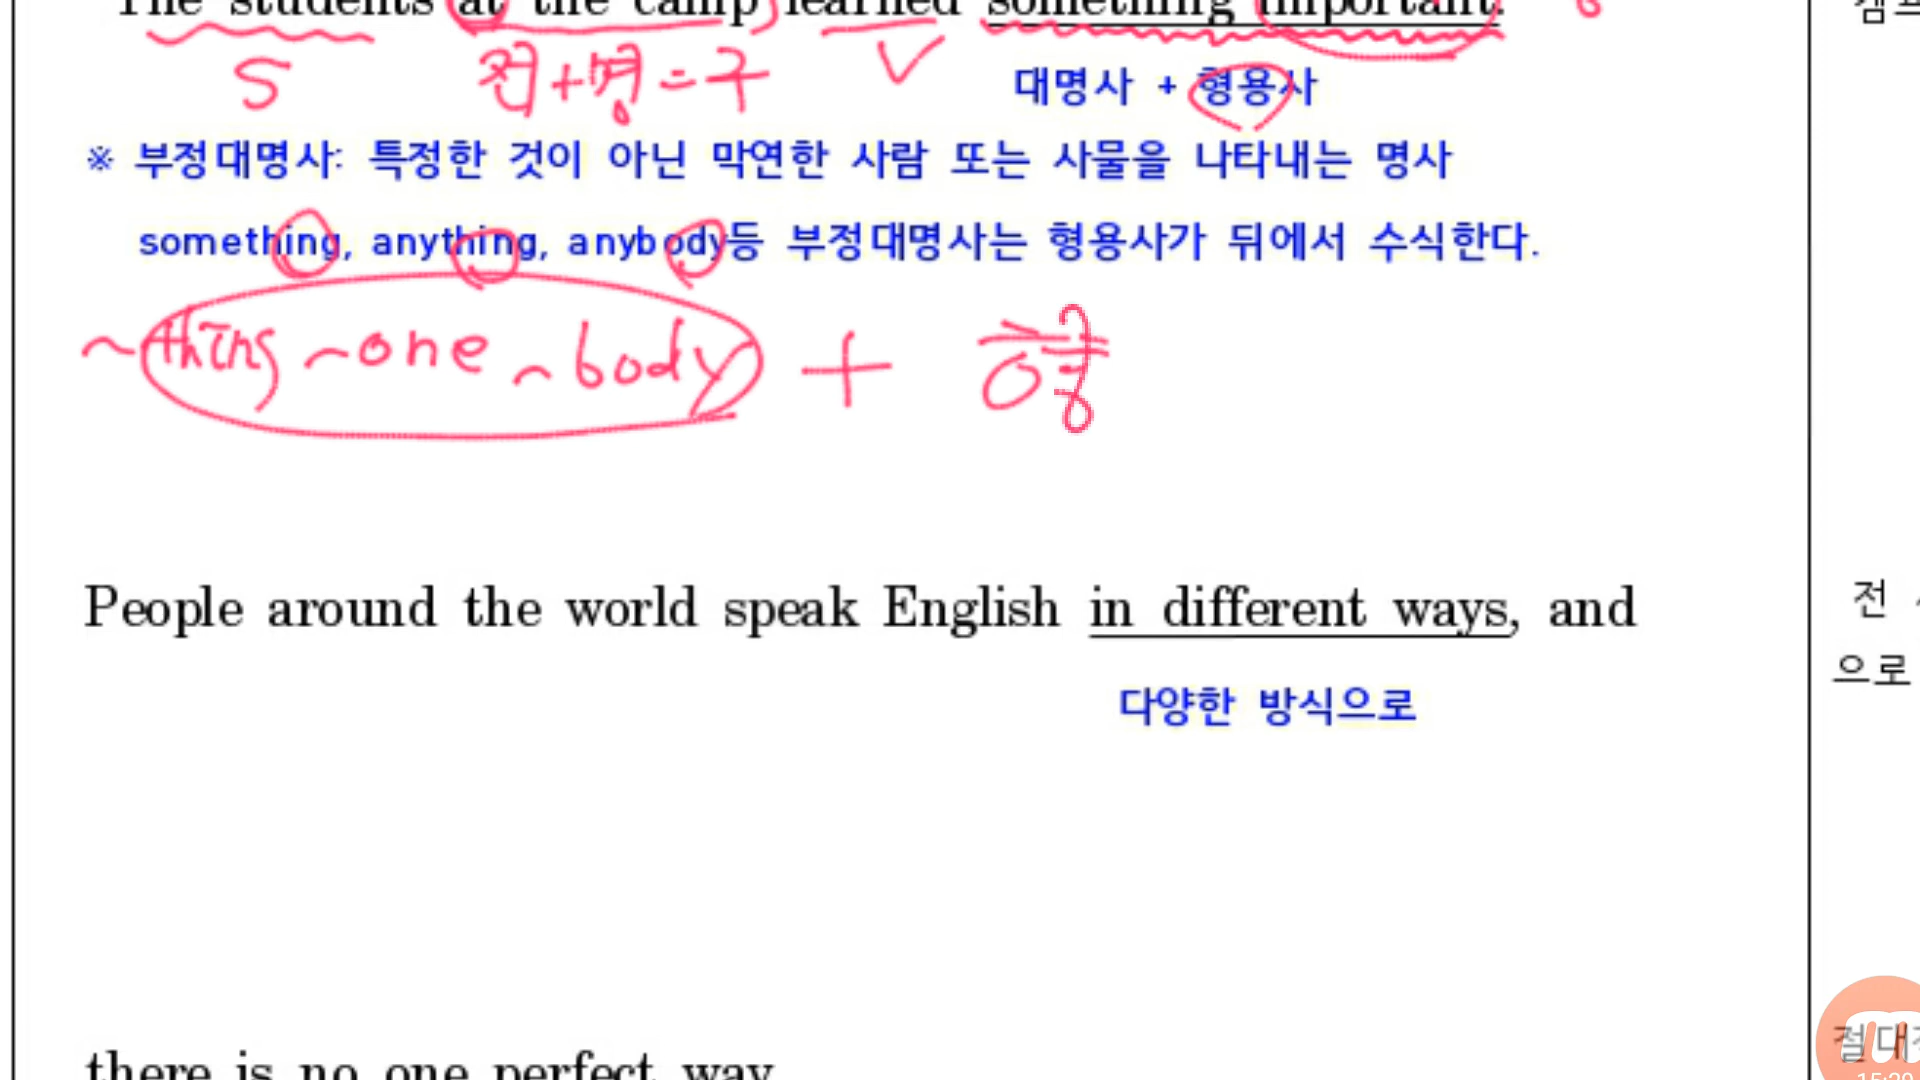 The students at the camp learned something important.
캠프
S 전+명=구 V 대명사 + 형용사
※ 부정대명사: 특정한 것이 아닌 막연한 사람 또는 사물을 나타내는 명사
something, anything, anybody등 부정대명사는 형용사가 뒤에서 수식한다.
~thing ~one ~body + 형
People around the world speak English in different ways, and
전
으로
다양한 방식으로
there is no one perfect way
절대